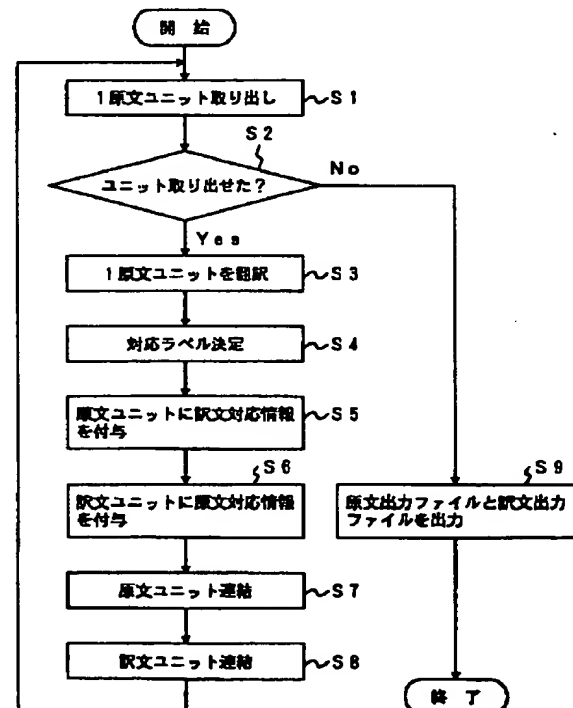 開 始
1原文ユニット取り出し
S1
S2
ユニット取り出せた？
No
Yes
1原文ユニットを翻訳
S3
対応ラベル決定
S4
原文ユニットに訳文対応情報
を付与
S5
S6
訳文ユニットに原文対応情報
を付与
S9
原文出力ファイルと訳文出力
ファイルを出力
原文ユニット連結
S7
訳文ユニット連結
S8
終 了